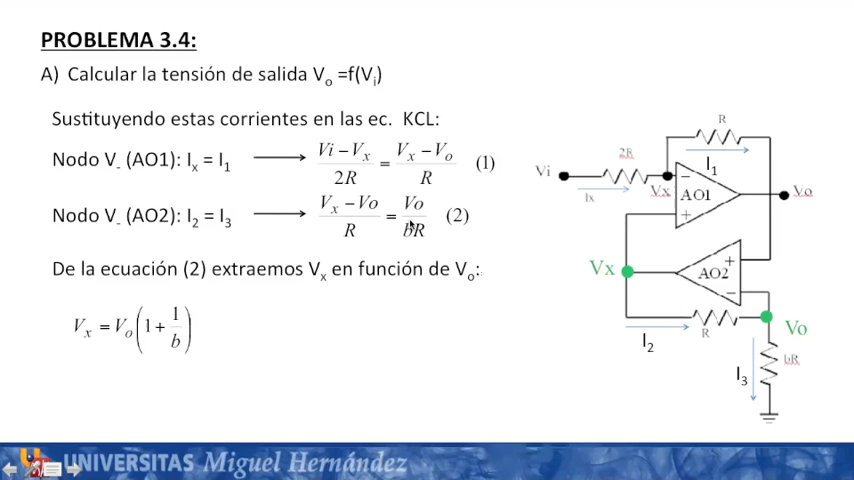 PROBLEMA 3.4:
A) Calcular la tensión de salida Vo =f(Vi)
Sustituyendo estas corrientes en las ec. KCL:
Nodo V- (AO1): Ix = I1 → (Vi − Vx)/2R = (Vx − Vo)/R (1)
Nodo V- (AO2): I2 = I3 → (Vx − Vo)/R = Vo/bR (2)
De la ecuación (2) extraemos Vx en función de Vo:
Vx = Vo(1 + 1/b)
R
I1
2R
Vi
Ix
Vx
−
AO1
+
Vo
Vx
+
AO2
−
R
I2
Vo
bR
I3
UNIVERSITAS Miguel Hernández